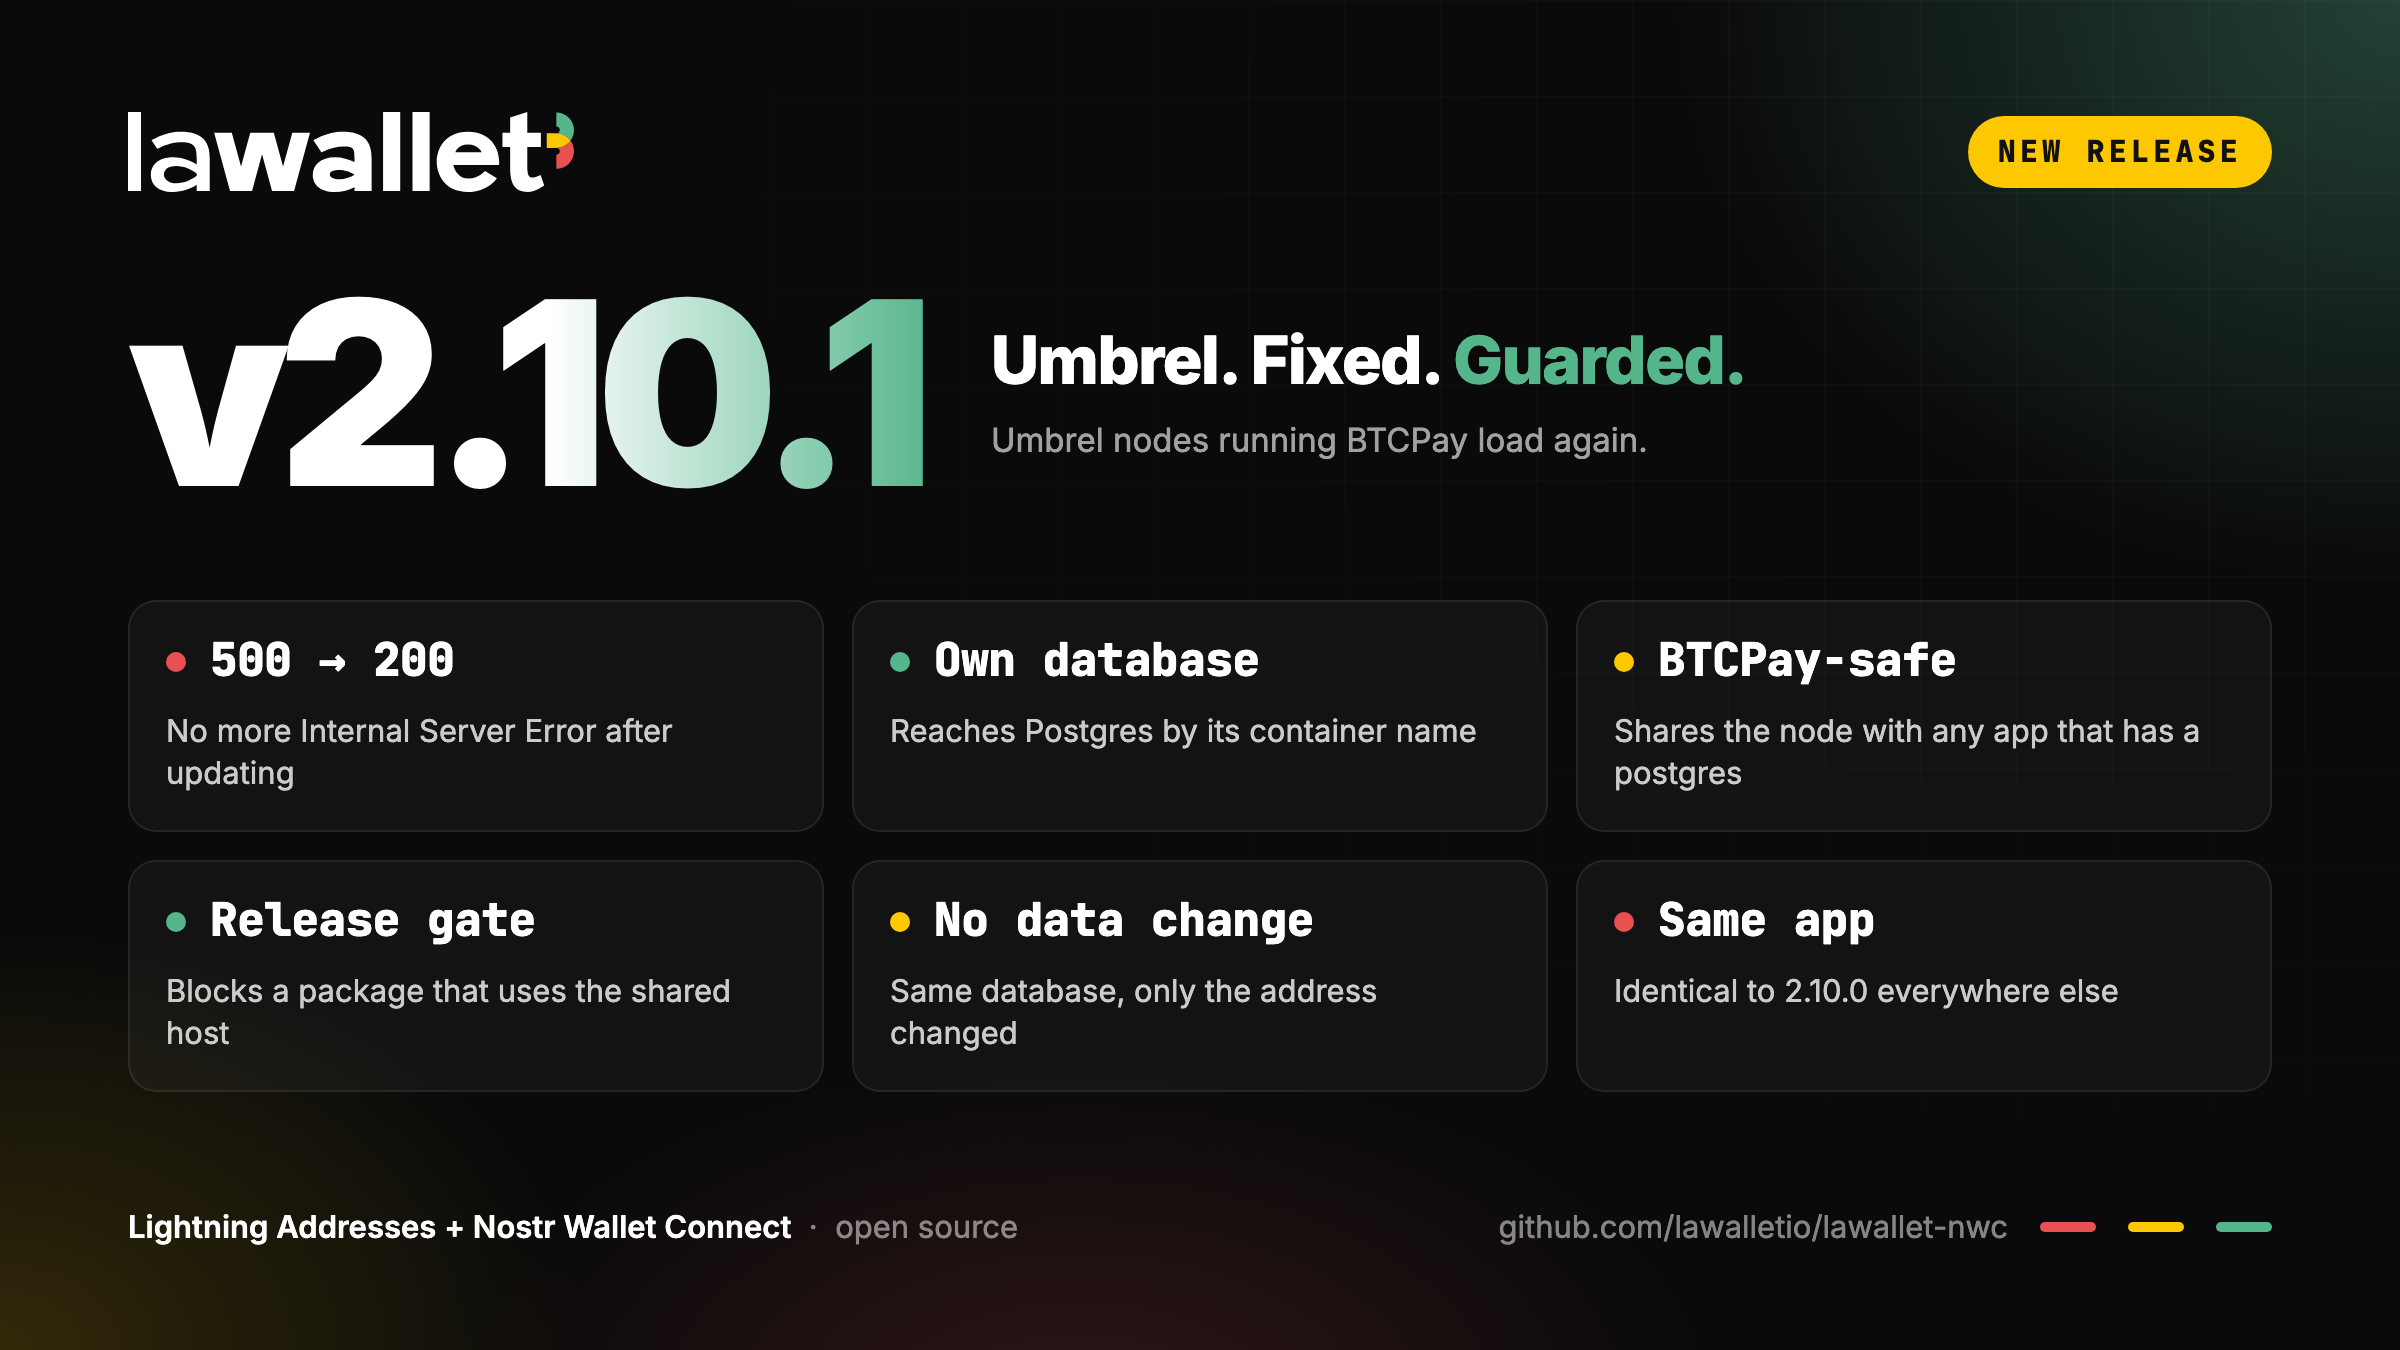 lawallet
NEW RELEASE
v2.10.1
Umbrel. Fixed. Guarded.
Umbrel nodes running BTCPay load again.
500 → 200
No more Internal Server Error after
updating
Own database
Reaches Postgres by its container name
BTCPay-safe
Shares the node with any app that has a
postgres
Release gate
Blocks a package that uses the shared
host
No data change
Same database, only the address
changed
Same app
Identical to 2.10.0 everywhere else
Lightning Addresses + Nostr Wallet Connect · open source
github.com/lawalletio/lawallet-nwc